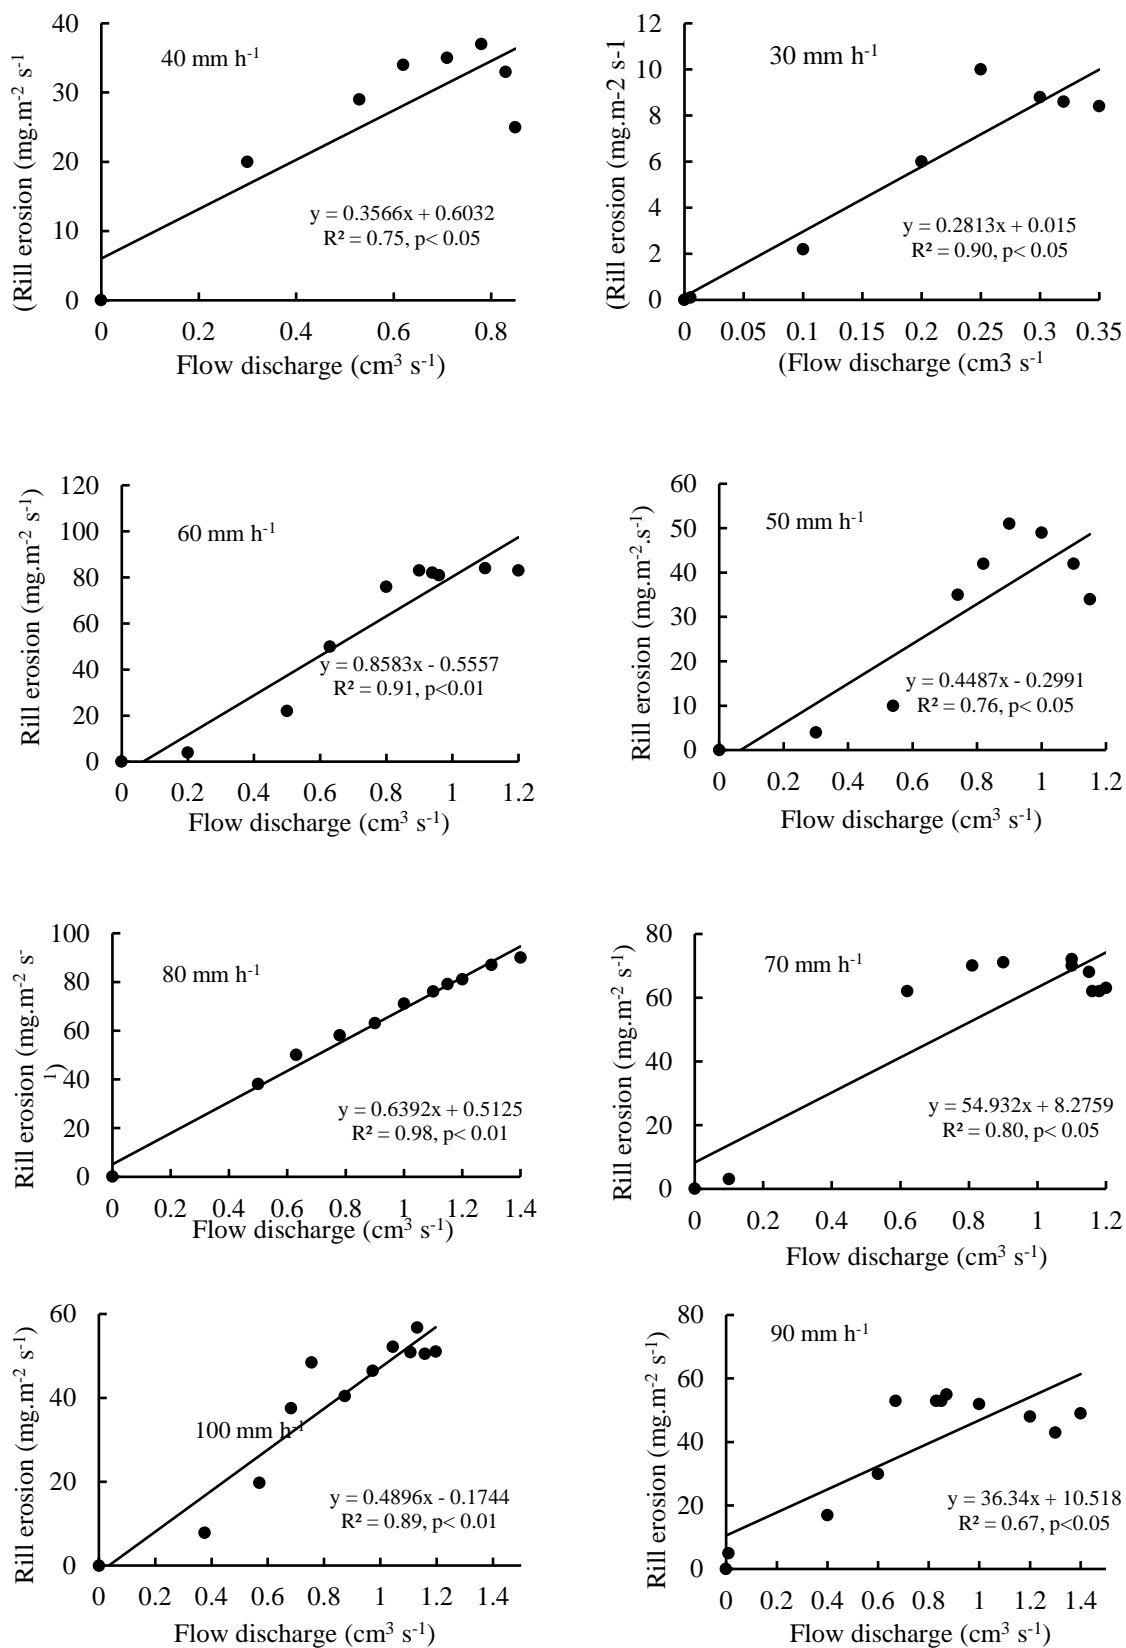 40
30
20
10
0
(Rill erosion (mg.m-2 s-1
40 mm h-1
y = 0.3566x + 0.6032
R² = 0.75, p< 0.05
0 0.2 0.4 0.6 0.8
Flow discharge (cm3 s-1)
12
10
8
6
4
2
0
(Rill erosion (mg.m-2 s-1
30 mm h-1
y = 0.2813x + 0.015
R² = 0.90, p< 0.05
0 0.05 0.1 0.15 0.2 0.25 0.3 0.35
(Flow discharge (cm3 s-1
120
100
80
60
40
20
0
Rill erosion (mg.m-2 s-1)
60 mm h-1
y = 0.8583x - 0.5557
R² = 0.91, p<0.01
0 0.2 0.4 0.6 0.8 1 1.2
Flow discharge (cm3 s-1)
60
50
40
30
20
10
0
Rill erosion (mg.m-2.s-1)
50 mm h-1
y = 0.4487x - 0.2991
R² = 0.76, p< 0.05
0 0.2 0.4 0.6 0.8 1 1.2
Flow discharge (cm3 s-1)
100
80
60
40
20
0
Rill erosion (mg.m-2 s-
1)
80 mm h-1
y = 0.6392x + 0.5125
R² = 0.98, p< 0.01
0 0.2 0.4 0.6 0.8 1 1.2 1.4
Flow discharge (cm3 s-1)
80
60
40
20
0
Rill erosion (mg.m-2 s-1)
70 mm h-1
y = 54.932x + 8.2759
R² = 0.80, p< 0.05
0 0.2 0.4 0.6 0.8 1 1.2
Flow discharge (cm3 s-1)
60
40
20
0
Rill erosion (mg.m-2 s-1)
100 mm h-1
y = 0.4896x - 0.1744
R² = 0.89, p< 0.01
0 0.2 0.4 0.6 0.8 1 1.2 1.4
Flow discharge (cm3 s-1)
80
60
40
20
0
Rill erosion (mg.m-2 s-1)
90 mm h-1
y = 36.34x + 10.518
R² = 0.67, p<0.05
0 0.2 0.4 0.6 0.8 1 1.2 1.4
Flow discharge (cm3 s-1)